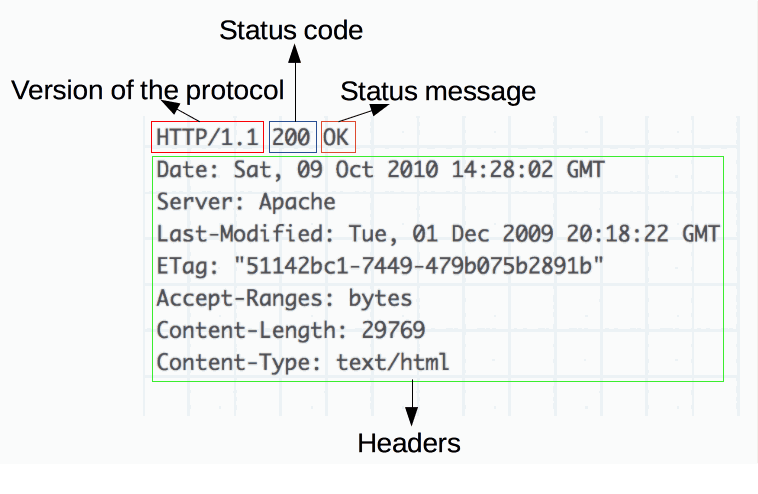 Status code
Version of the protocol
Status message
HTTP/1.1 200 OK
Date: Sat, 09 Oct 2010 14:28:02 GMT
Server: Apache
Last-Modified: Tue, 01 Dec 2009 20:18:22 GMT
ETag: "51142bc1-7449-479b075b2891b"
Accept-Ranges: bytes
Content-Length: 29769
Content-Type: text/html
Headers